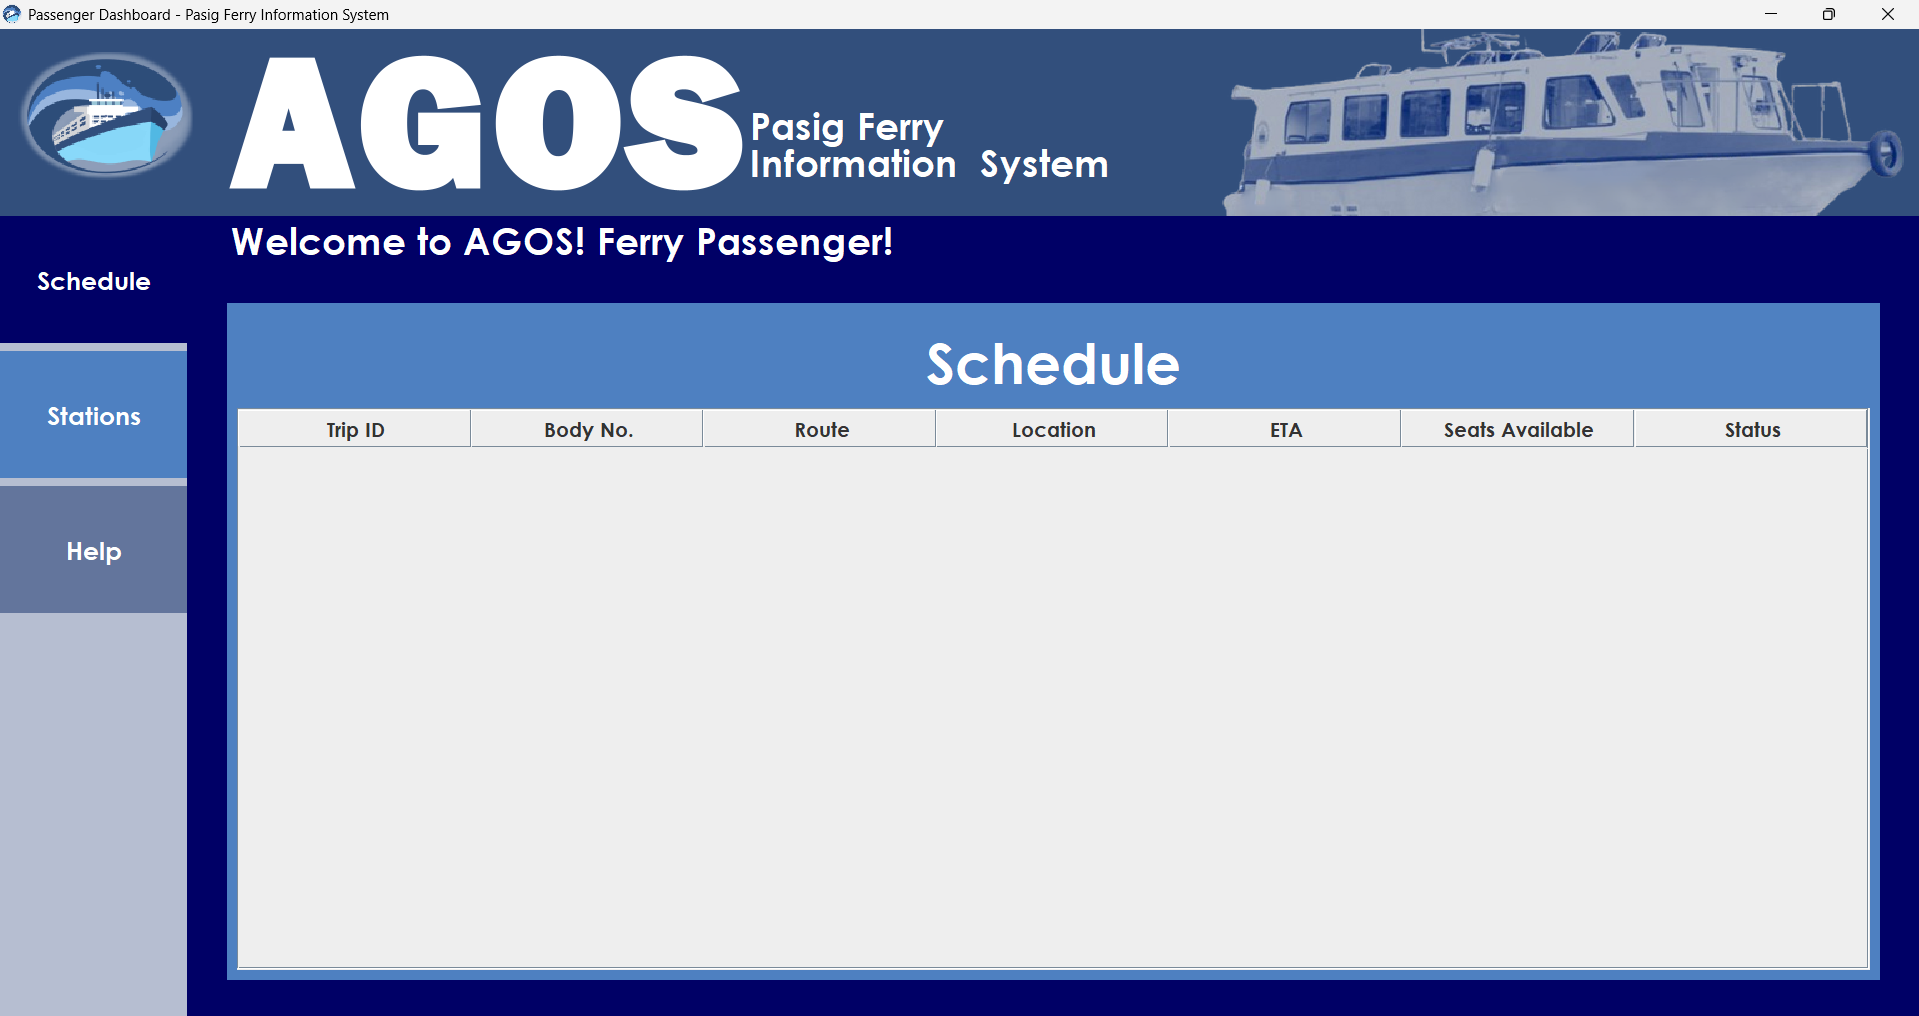 Passenger Dashboard - Pasig Ferry Information System
AGOS
Pasig Ferry
Information System
Welcome to AGOS! Ferry Passenger!
Schedule
Stations
Help
Schedule
Trip ID Body No. Route Location ETA Seats Available Status